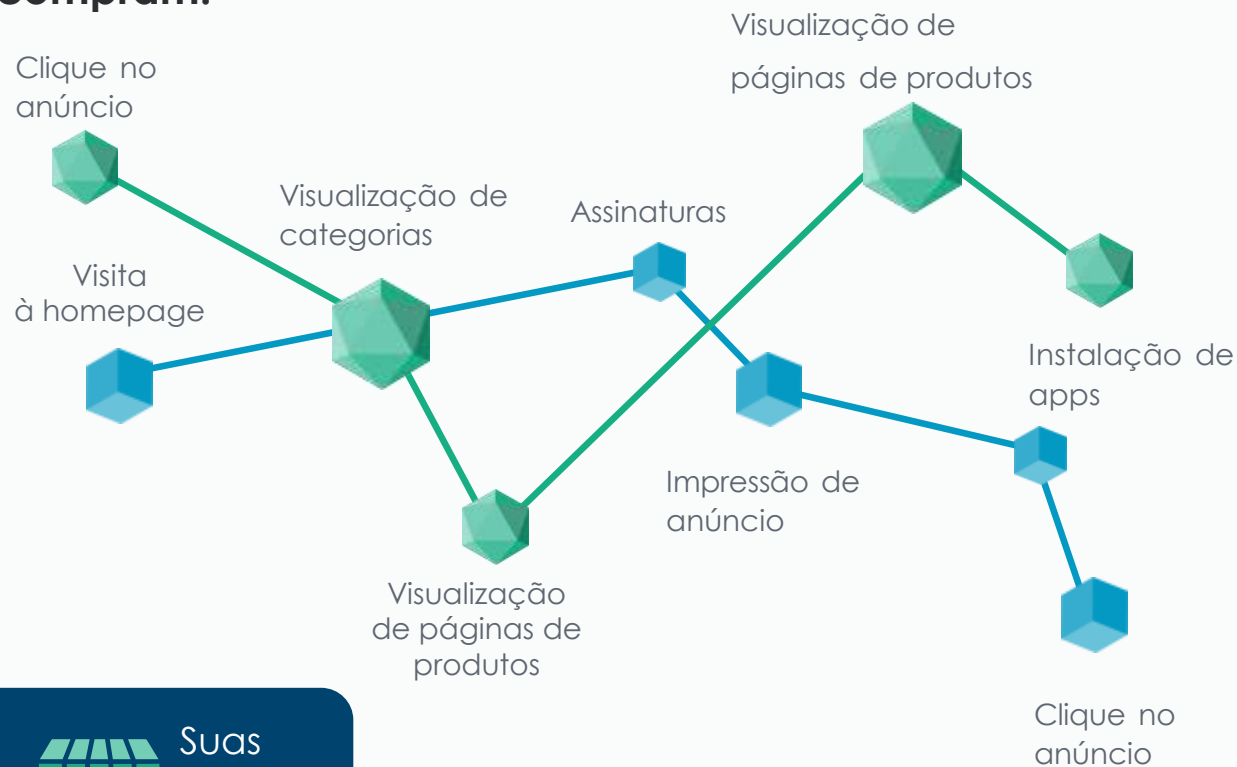 compram.
Visualização de
páginas de produtos
Clique no
anúncio
Visualização de
categorias
Assinaturas
Visita
à homepage
Instalação de
apps
Impressão de
anúncio
Visualização
de páginas de
produtos
Clique no
anúncio
Suas